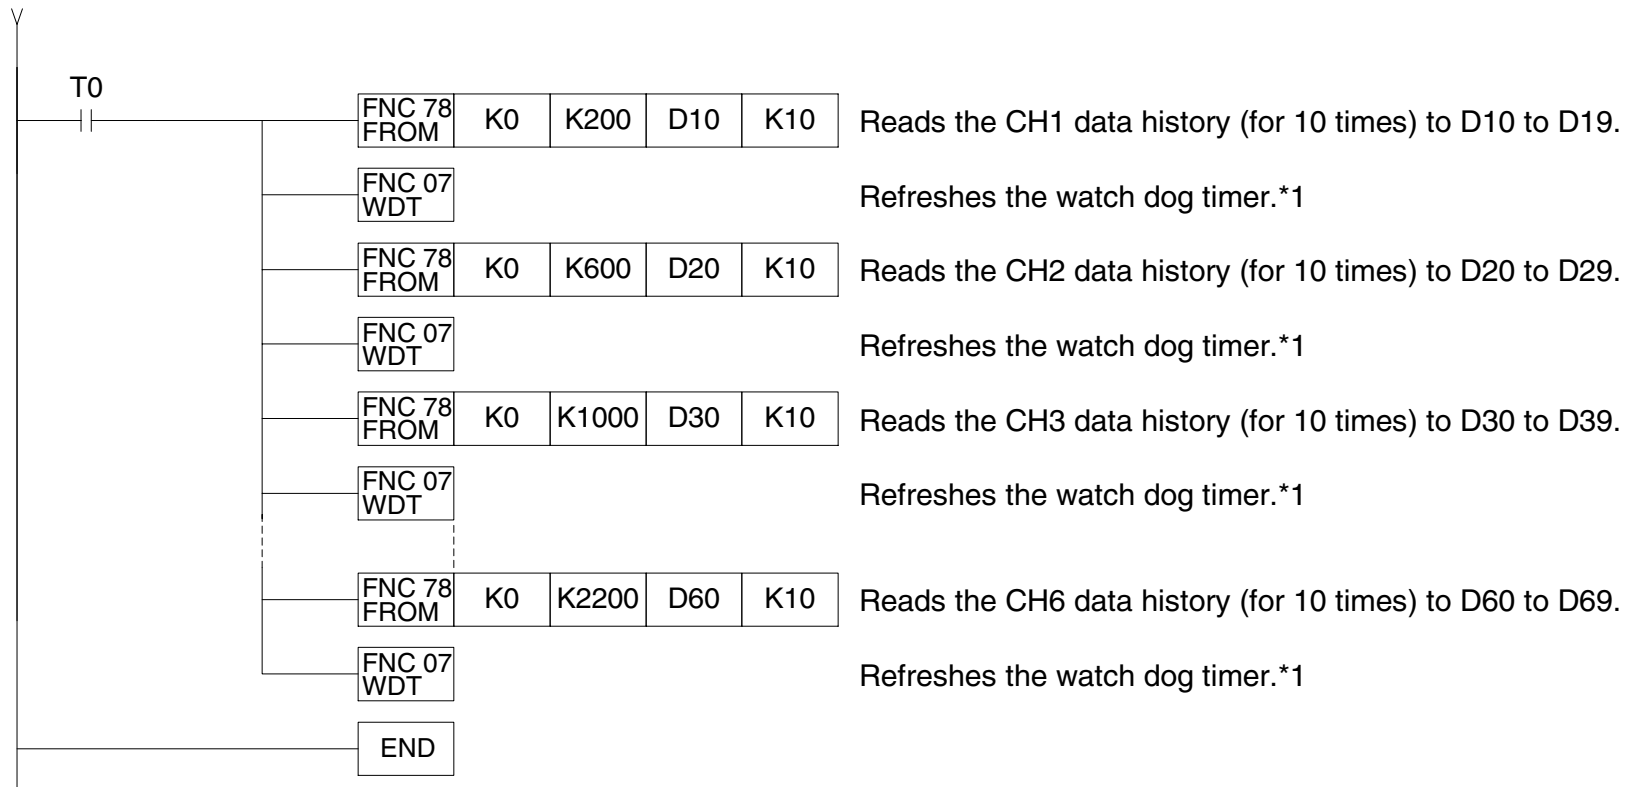 T0
FNC 78 FROM K0 K200 D10 K10 Reads the CH1 data history (for 10 times) to D10 to D19.
FNC 07 WDT Refreshes the watch dog timer.*1
FNC 78 FROM K0 K600 D20 K10 Reads the CH2 data history (for 10 times) to D20 to D29.
FNC 07 WDT Refreshes the watch dog timer.*1
FNC 78 FROM K0 K1000 D30 K10 Reads the CH3 data history (for 10 times) to D30 to D39.
FNC 07 WDT Refreshes the watch dog timer.*1
FNC 78 FROM K0 K2200 D60 K10 Reads the CH6 data history (for 10 times) to D60 to D69.
FNC 07 WDT Refreshes the watch dog timer.*1
END